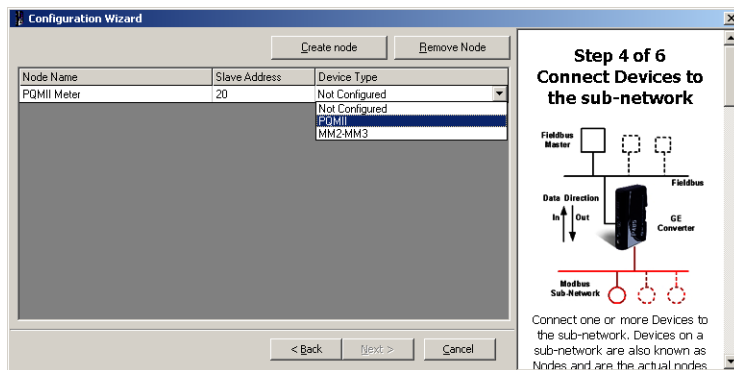 Configuration Wizard
Create node
Remove Node
Node Name
Slave Address
Device Type
PQMII Meter
20
Not Configured
Not Configured
PQMII
MM2-MM3
< Back
Next >
Cancel
Step 4 of 6
Connect Devices to
the sub-network
Fieldbus
Master
Fieldbus
Data Direction
In
Out
GE
Converter
Modbus
Sub-Network
Connect one or more Devices to
the sub-network. Devices on a
sub-network are also known as
Nodes and are the actual nodes